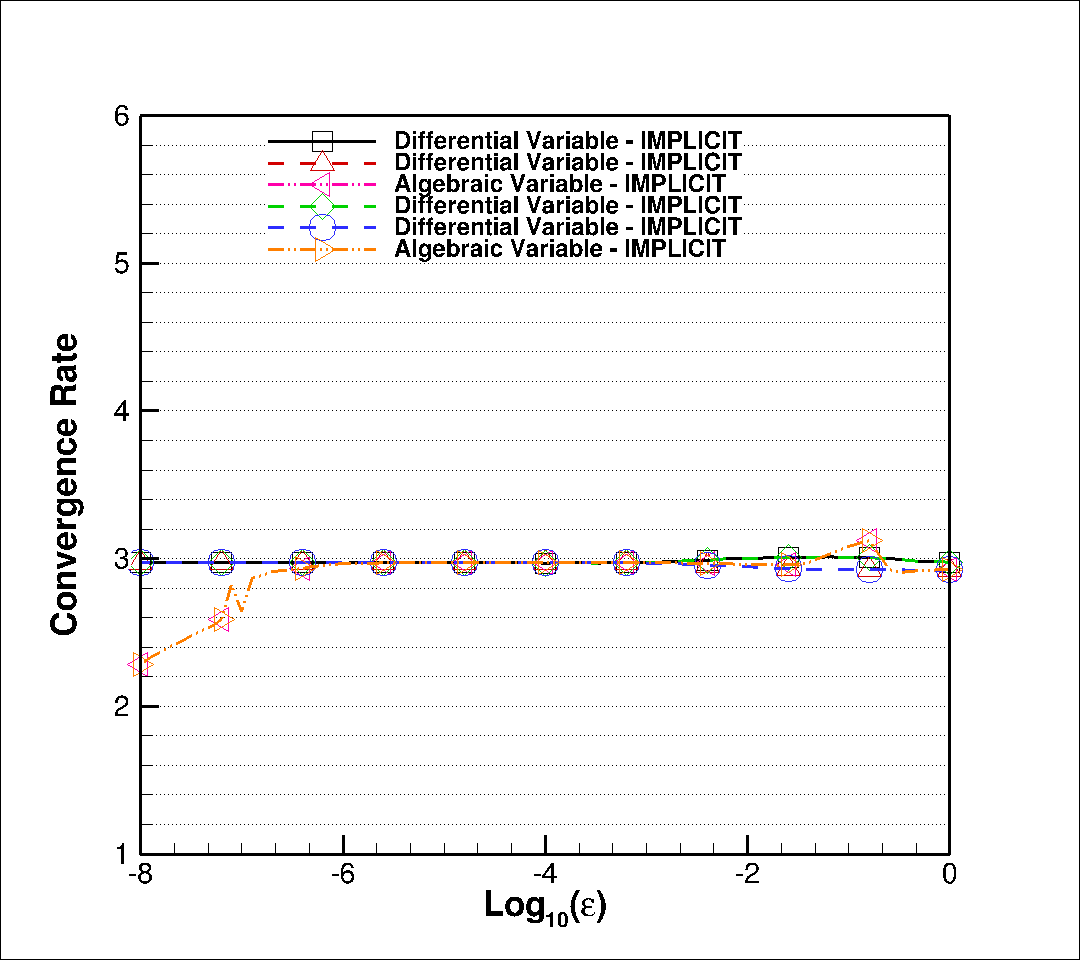 6
Differential Variable - IMPLICIT
Differential Variable - IMPLICIT
Algebraic Variable - IMPLICIT
Differential Variable - IMPLICIT
Differential Variable - IMPLICIT
Algebraic Variable - IMPLICIT
5
4
3
2
1
Convergence Rate
-8 -6 -4 -2 0
Log10(ε)